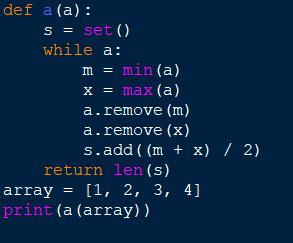 def a(a):
    s = set()
    while a:
        m = min(a)
        x = max(a)
        a.remove(m)
        a.remove(x)
        s.add((m + x) / 2)
    return len(s)
array = [1, 2, 3, 4]
print(a(array))